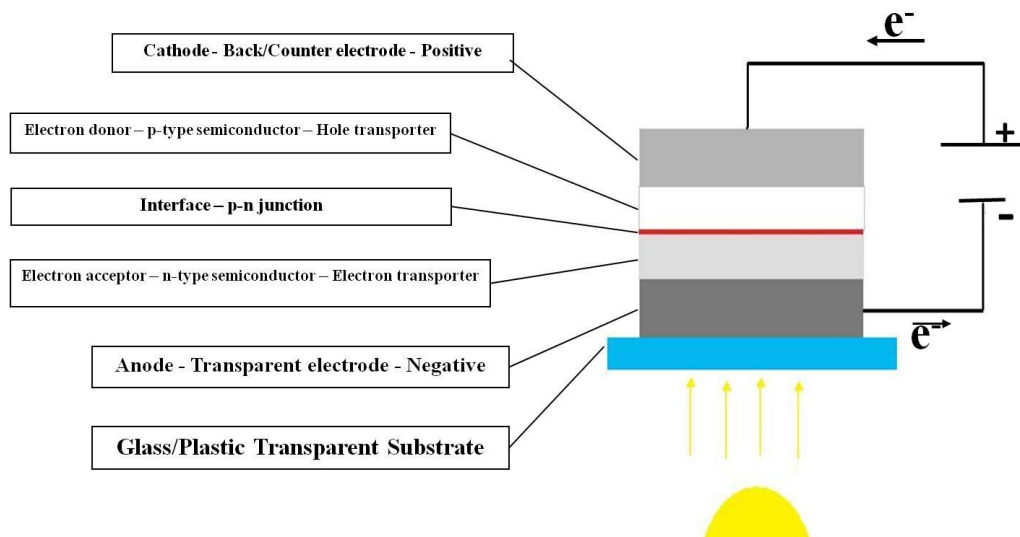 e-
Cathode - Back/Counter electrode - Positive
Electron donor – p-type semiconductor – Hole transporter
+
Interface – p-n junction
-
Electron acceptor – n-type semiconductor – Electron transporter
e-
Anode - Transparent electrode - Negative
Glass/Plastic Transparent Substrate